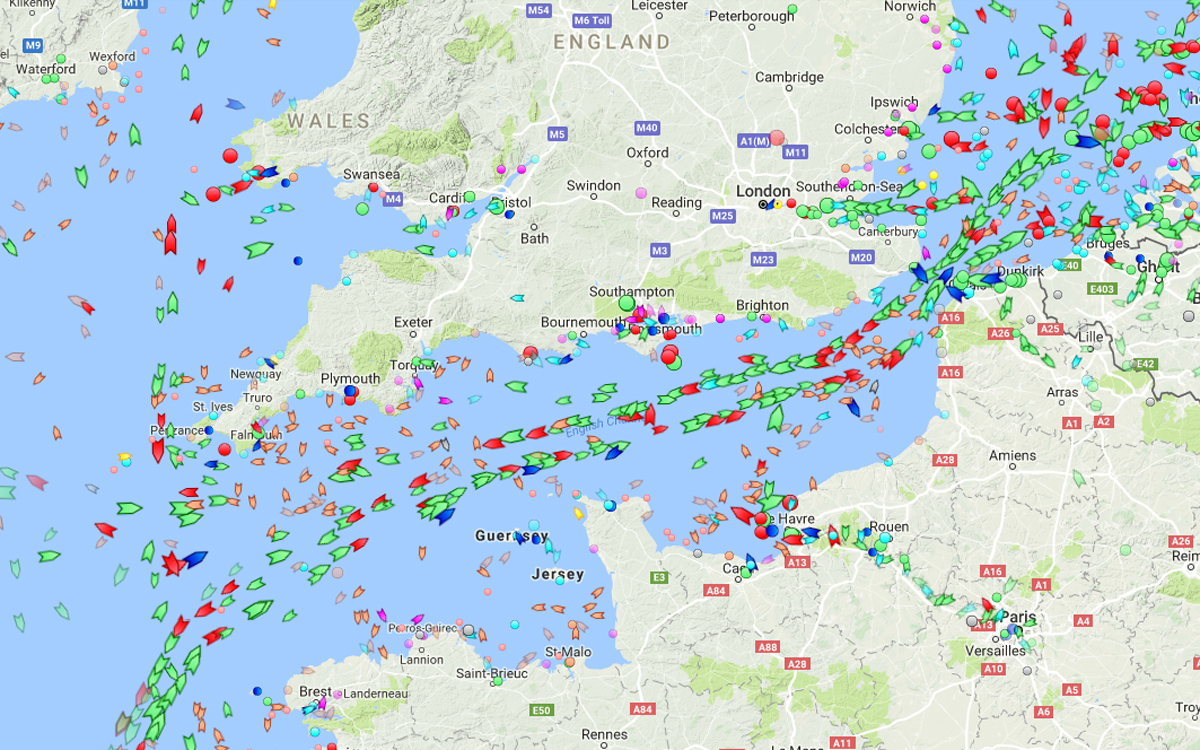 Kilkenny
M11
M54
M6 Toll
Leicester
Peterborough
Norwich
ENGLAND
M9
Wexford
Waterford
Cambridge
WALES
Ipswich
M5
M40
A1(M)
M11
Colchester
Oxford
Swansea
M4
Cardiff
Bristol
Swindon
Reading
London
Southend-on-Sea
M25
Bath
Canterbury
M3
M23
M20
Bruges
Dunkirk
E40
Ghent
E403
Southampton
Brighton
Exeter
Bournemouth
Portsmouth
A16
A26
A25
Lille
Torquay
Newquay
Plymouth
Truro
St. Ives
Penzance
Falmouth
A16
E42
Arras
English Channel
A1
A2
A28
Amiens
Le Havre
Rouen
Guernsey
Jersey
A26
Reim
Caen
A13
E3
A84
A16
A1
Perros-Guirec
Paris
A13
A4
Lannion
St-Malo
A88
Versailles
A28
A10
Saint-Brieuc
Brest
Landerneau
E50
A84
A5
A6
Troy
Rennes
A11
Le Mans